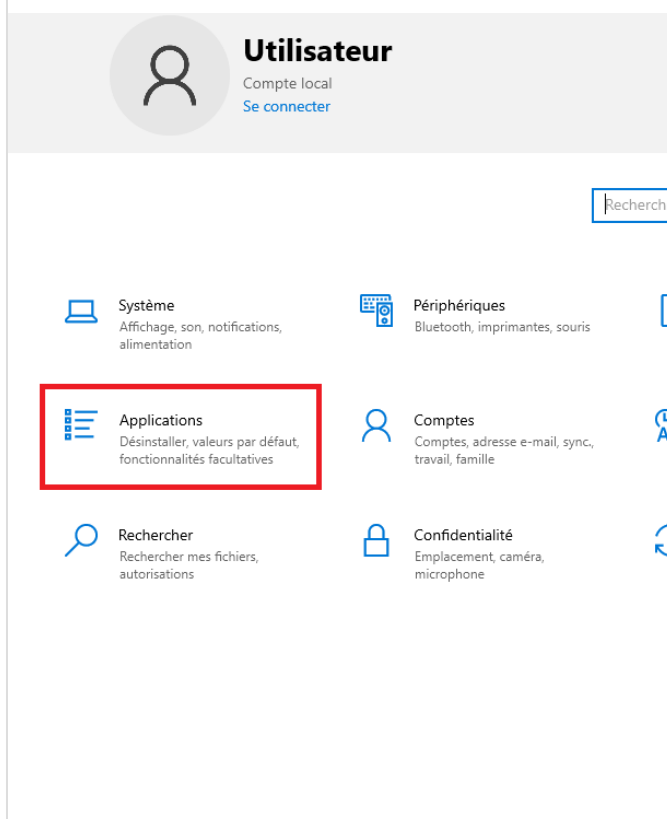 Utilisateur
Compte local
Se connecter
Recherch
Système
Affichage, son, notifications,
alimentation
Périphériques
Bluetooth, imprimantes, souris
Applications
Désinstaller, valeurs par défaut,
fonctionnalités facultatives
Comptes
Comptes, adresse e-mail, sync.,
travail, famille
Rechercher
Rechercher mes fichiers,
autorisations
Confidentialité
Emplacement, caméra,
microphone